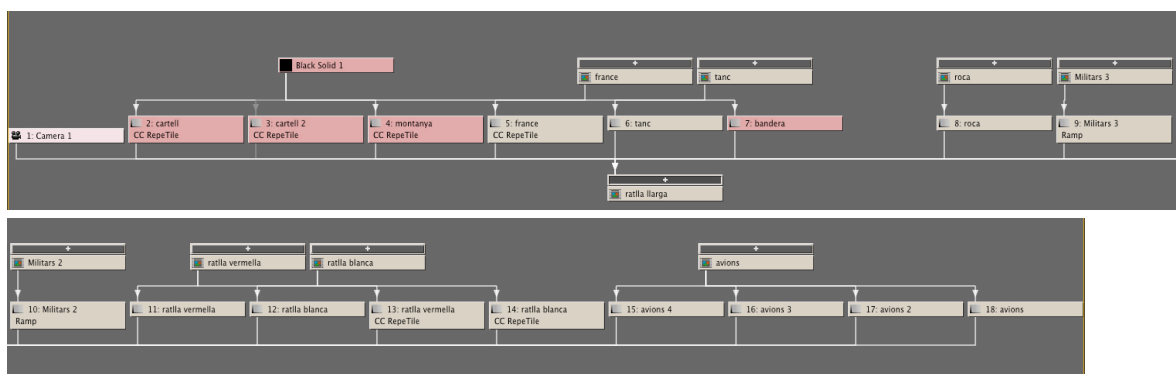 Black Solid 1
france
tanc
roca
Militars 3
1: Camera 1
2: cartell
CC RepeTile
3: cartell 2
CC RepeTile
4: montanya
CC RepeTile
5: france
CC RepeTile
6: tanc
7: bandera
8: roca
9: Militars 3
Ramp
ratlla llarga
Militars 2
ratlla vermella
ratlla blanca
avions
10: Militars 2
Ramp
11: ratlla vermella
12: ratlla blanca
13: ratlla vermella
CC RepeTile
14: ratlla blanca
CC RepeTile
15: avions 4
16: avions 3
17: avions 2
18: avions